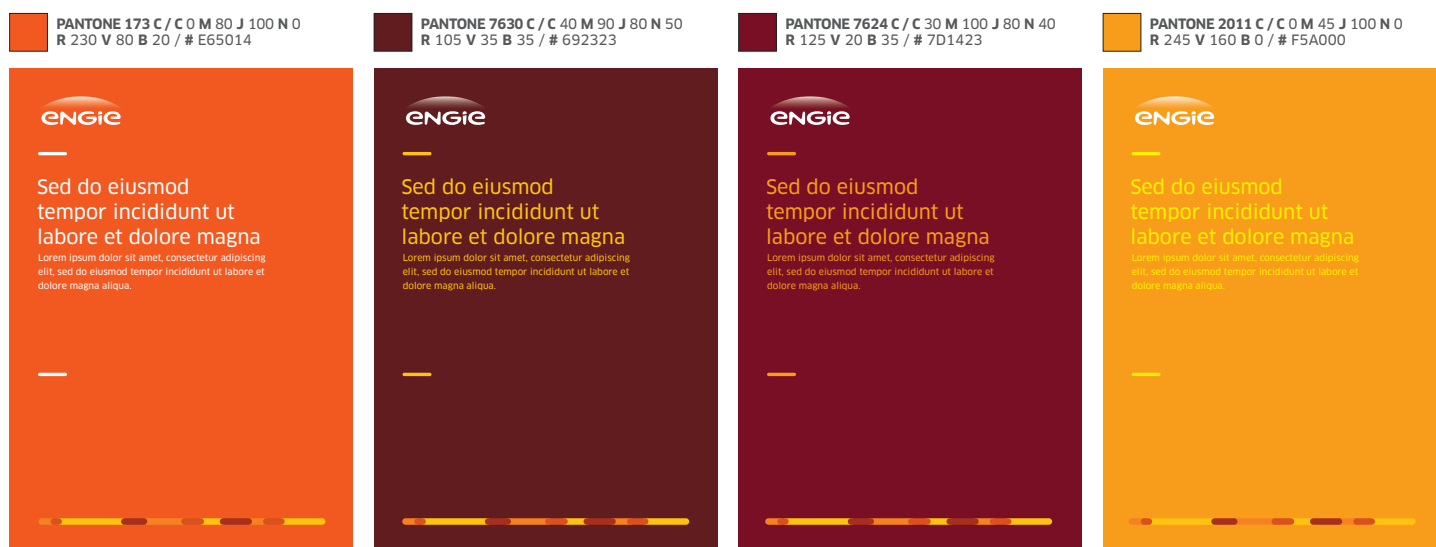 PANTONE 173 C / C 0 M 80 J 100 N 0
R 230 V 80 B 20 / # E65014
PANTONE 7630 C / C 40 M 90 J 80 N 50
R 105 V 35 B 35 / # 692323
PANTONE 7624 C / C 30 M 100 J 80 N 40
R 125 V 20 B 35 / # 7D1423
PANTONE 2011 C / C 0 M 45 J 100 N 0
R 245 V 160 B 0 / # F5A000
eNGie
Sed do eiusmod
tempor incididunt ut
labore et dolore magna
Lorem ipsum dolor sit amet, consectetur adipiscing
elit, sed do eiusmod tempor incididunt ut labore et
dolore magna aliqua.
eNGie
Sed do eiusmod
tempor incididunt ut
labore et dolore magna
Lorem ipsum dolor sit amet, consectetur adipiscing
elit, sed do eiusmod tempor incididunt ut labore et
dolore magna aliqua.
eNGie
Sed do eiusmod
tempor incididunt ut
labore et dolore magna
Lorem ipsum dolor sit amet, consectetur adipiscing
elit, sed do eiusmod tempor incididunt ut labore et
dolore magna aliqua.
eNGie
Sed do eiusmod
tempor incididunt ut
labore et dolore magna
Lorem ipsum dolor sit amet, consectetur adipiscing
elit, sed do eiusmod tempor incididunt ut labore et
dolore magna aliqua.